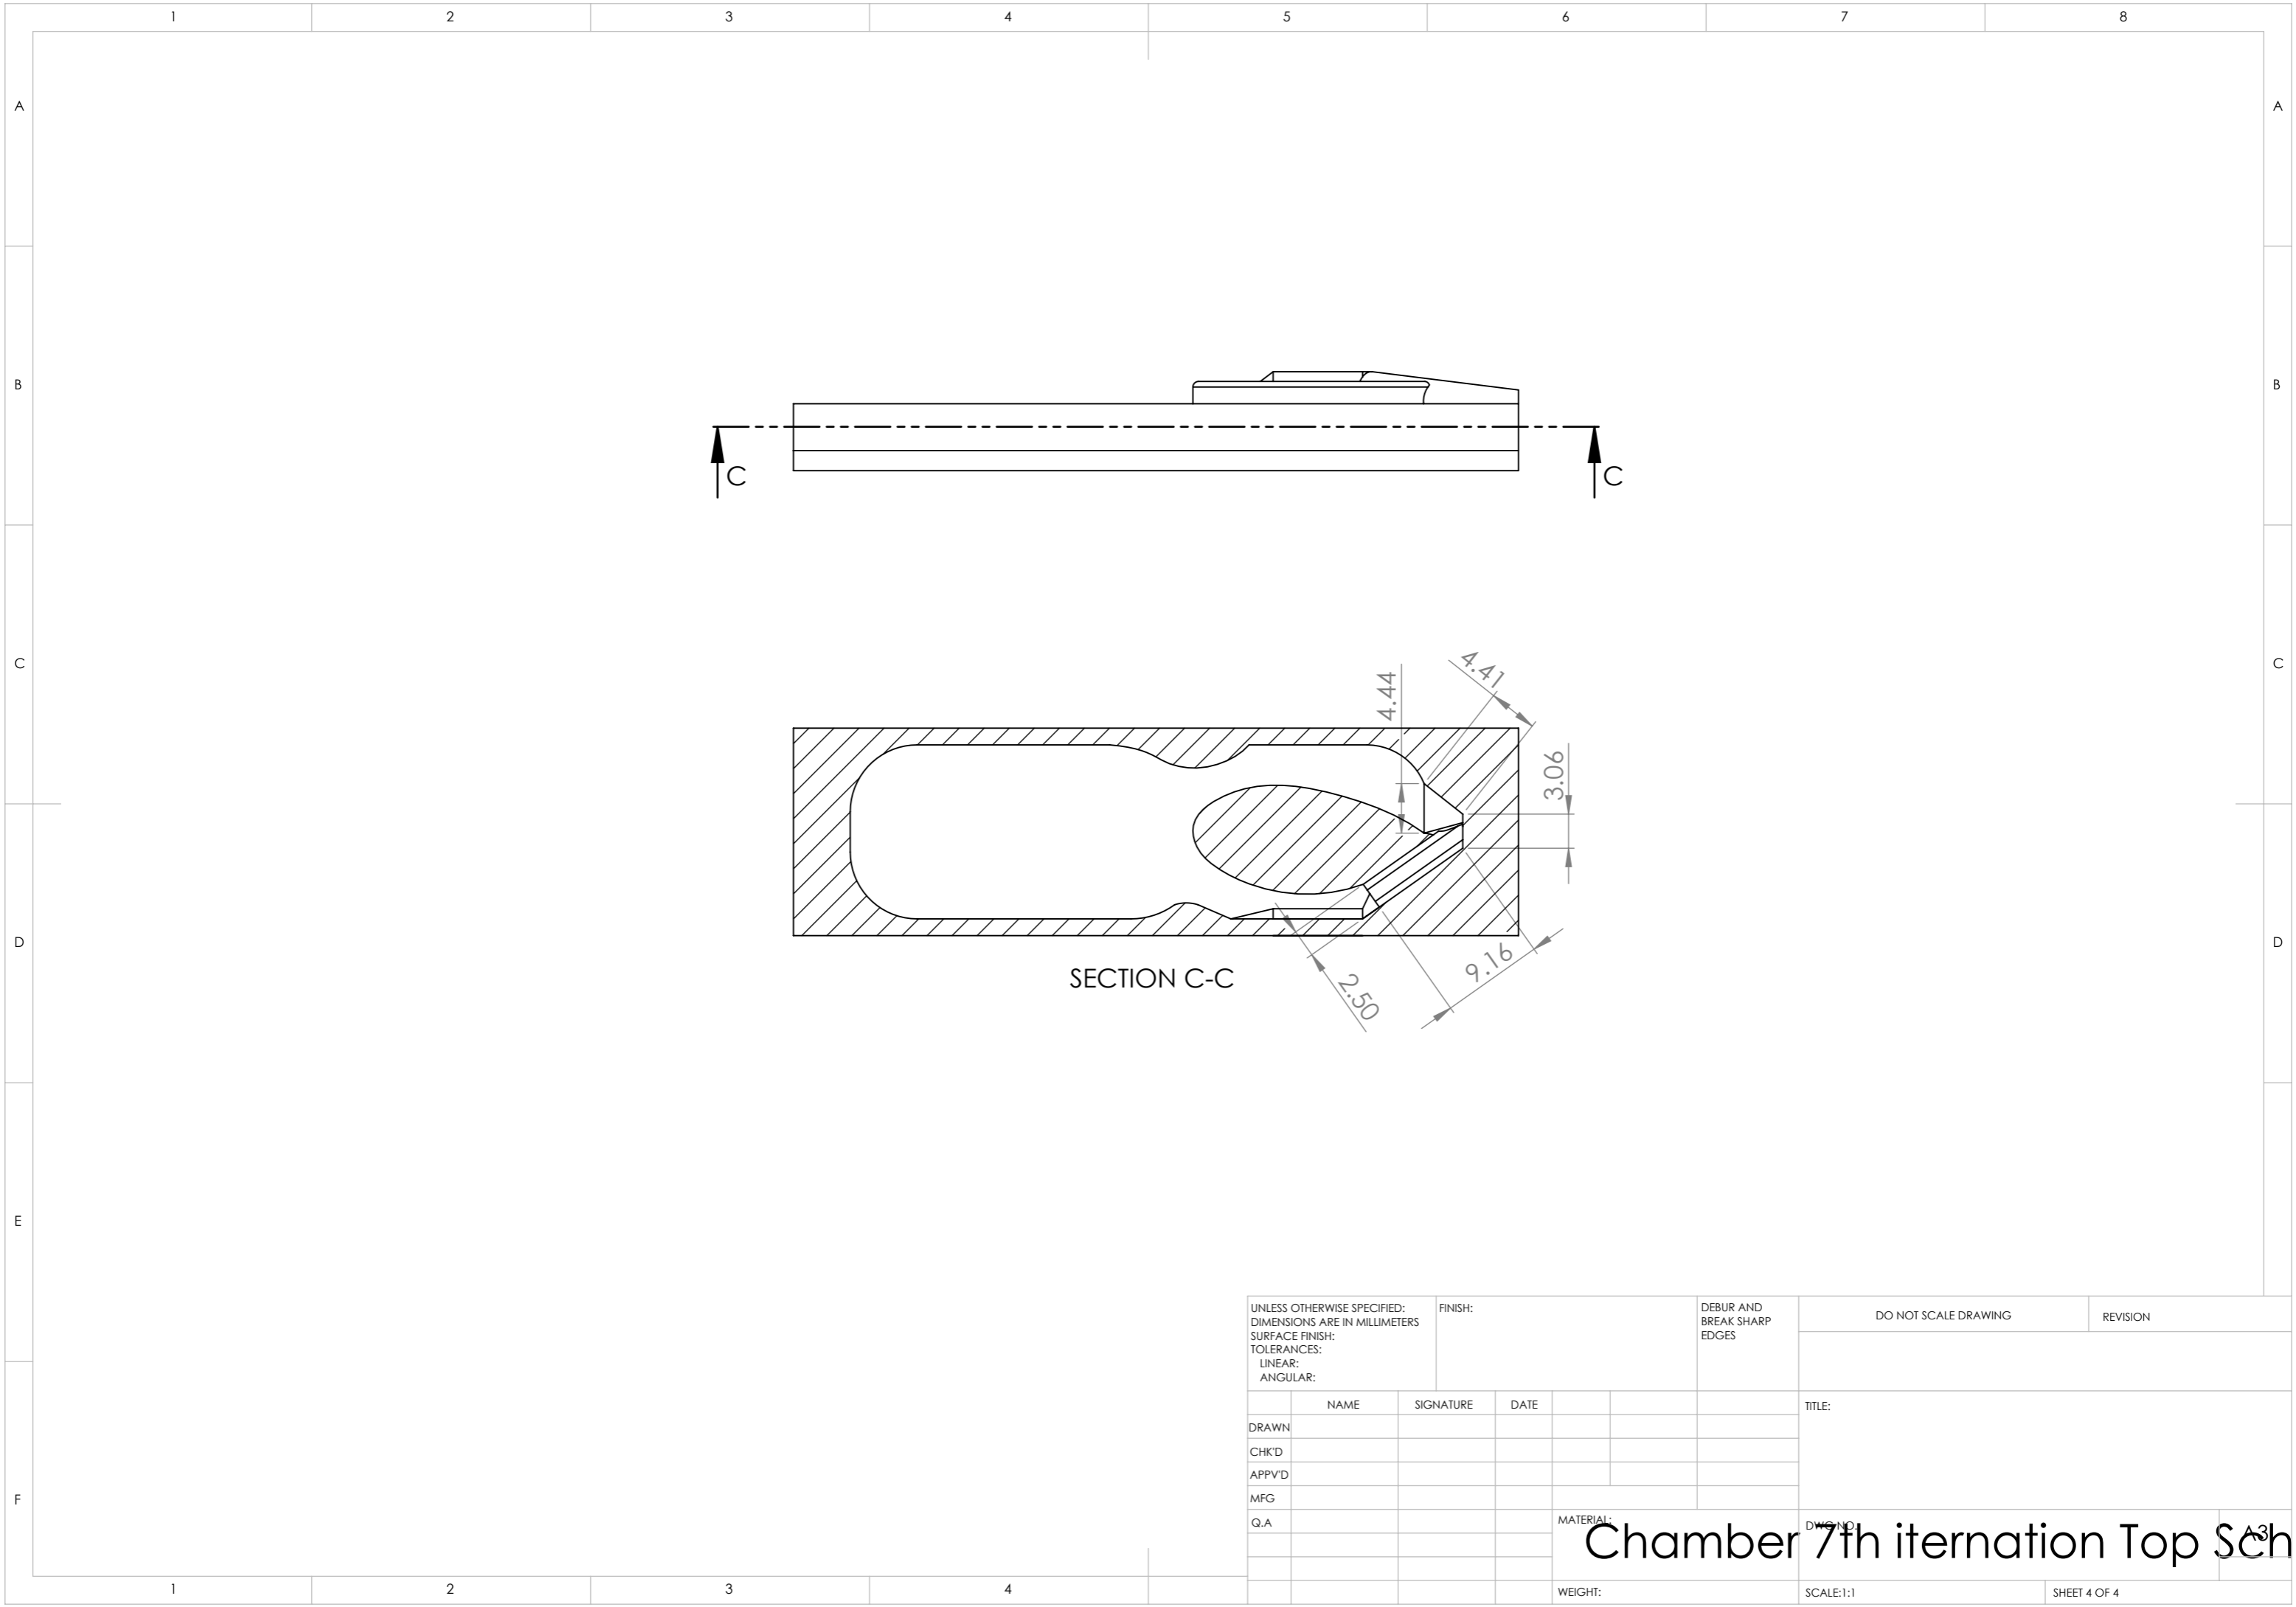 1 2 3 4 5 6 7 8
A A
B B
C C
C C
4.41
4.44
3.06
D D
SECTION C-C
9.16
2.50
E E
UNLESS OTHERWISE SPECIFIED:
DIMENSIONS ARE IN MILLIMETERS
SURFACE FINISH:
TOLERANCES:
LINEAR:
ANGULAR:
FINISH:
DEBUR AND
BREAK SHARP
EDGES
DO NOT SCALE DRAWING
REVISION
NAME SIGNATURE DATE
TITLE:
DRAWN
CHK'D
APPV'D
MFG
Q.A
F
MATERIAL:
DWG NO.
Chamber 7th iternation Top Sch
A3
WEIGHT:
SCALE:1:1
SHEET 4 OF 4
1 2 3 4